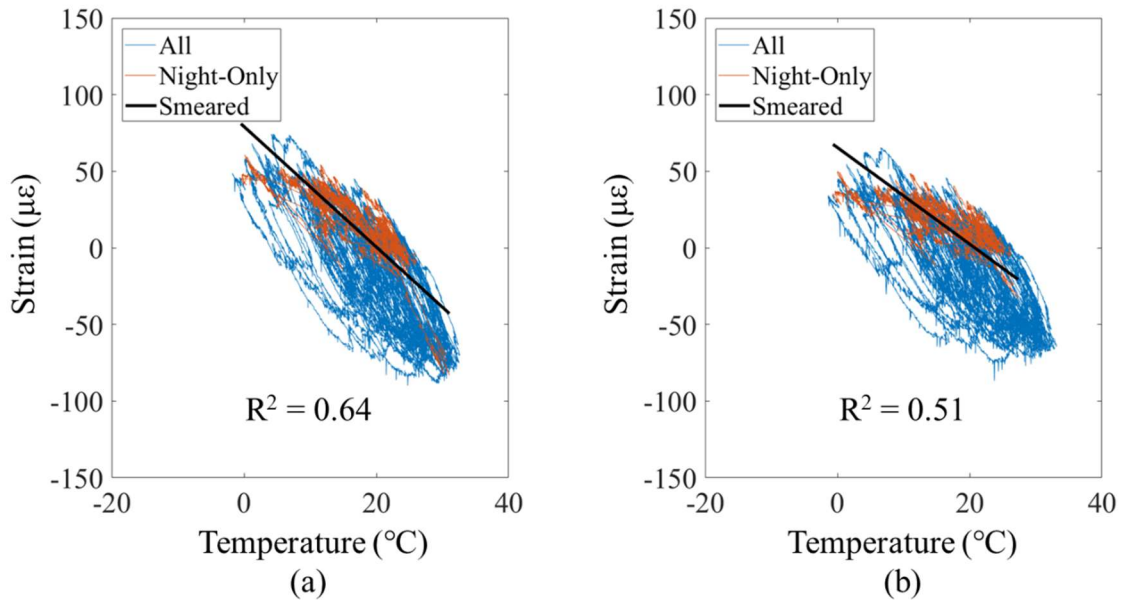 150
100
50
0
-50
-100
-150
Strain (με)
All
Night-Only
Smeared
R² = 0.64
-20
0
20
40
Temperature (°C)
(a)
150
100
50
0
-50
-100
-150
Strain (με)
All
Night-Only
Smeared
R² = 0.51
-20
0
20
40
Temperature (°C)
(b)